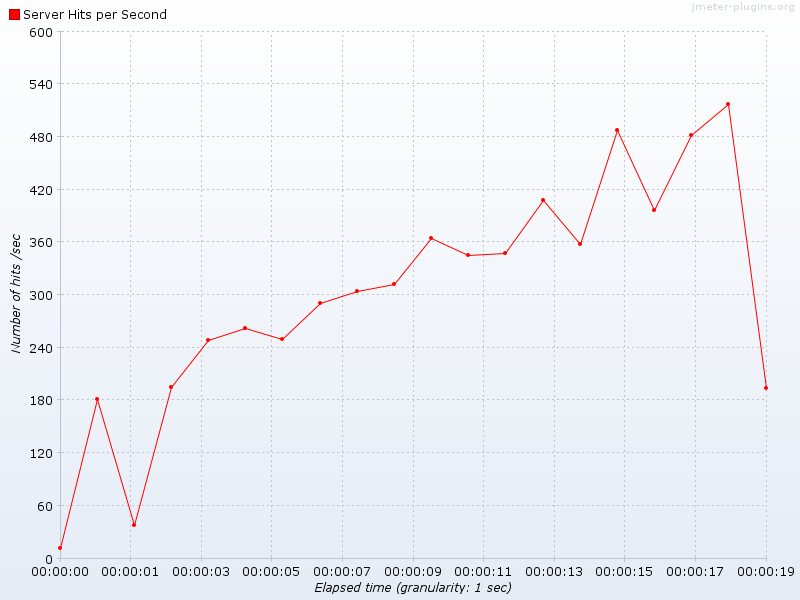 jmeter-plugins.org
Server Hits per Second
600
540
480
420
360
300
240
180
120
60
0
Number of hits /sec
00:00:00 00:00:01 00:00:03 00:00:05 00:00:07 00:00:09 00:00:11 00:00:13 00:00:15 00:00:17 00:00:19
Elapsed time (granularity: 1 sec)